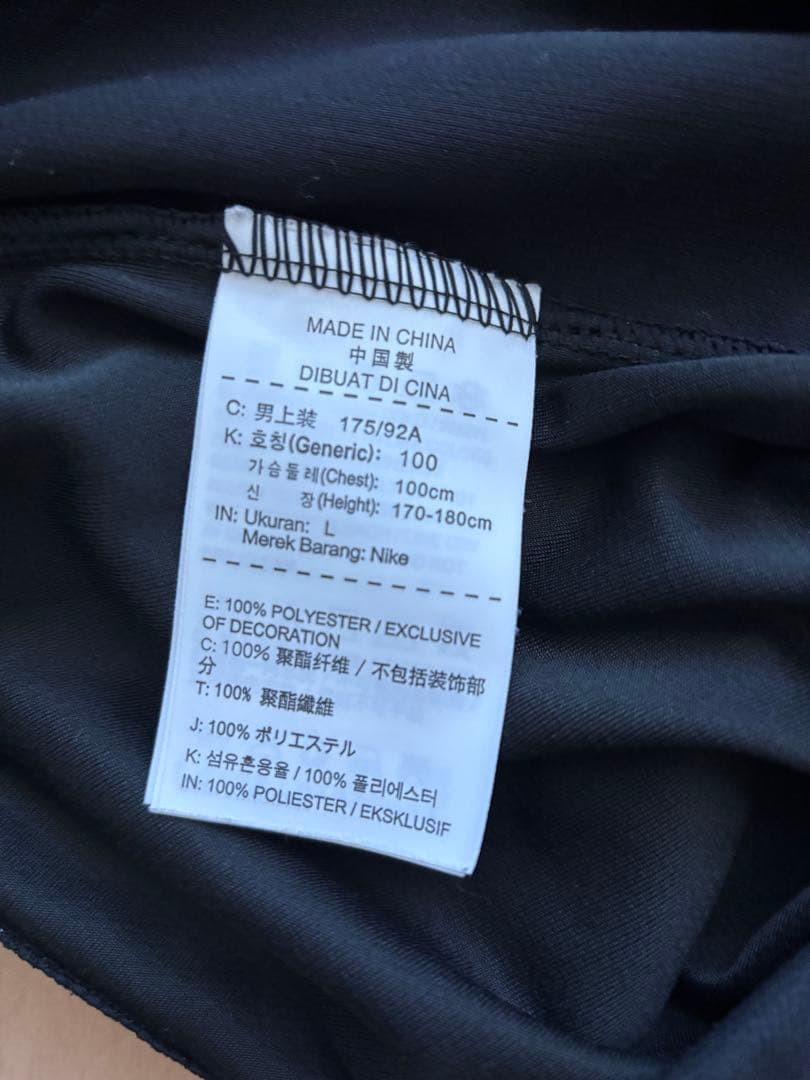 MADE IN CHINA
中国製
DIBUAT DI CINA
C: 男上装 175/92A
K: 호칭(Generic): 100
가슴둘레(Chest): 100cm
신 장(Height): 170-180cm
IN: Ukuran: L
Merek Barang: Nike
E: 100% POLYESTER / EXCLUSIVE
OF DECORATION
C: 100% 聚酯纤维 / 不包括装饰部
分
T: 100% 聚酯纖維
J: 100% ポリエステル
K: 섬유혼용율 / 100% 폴리에스터
IN: 100% POLIESTER / EKSKLUSIF